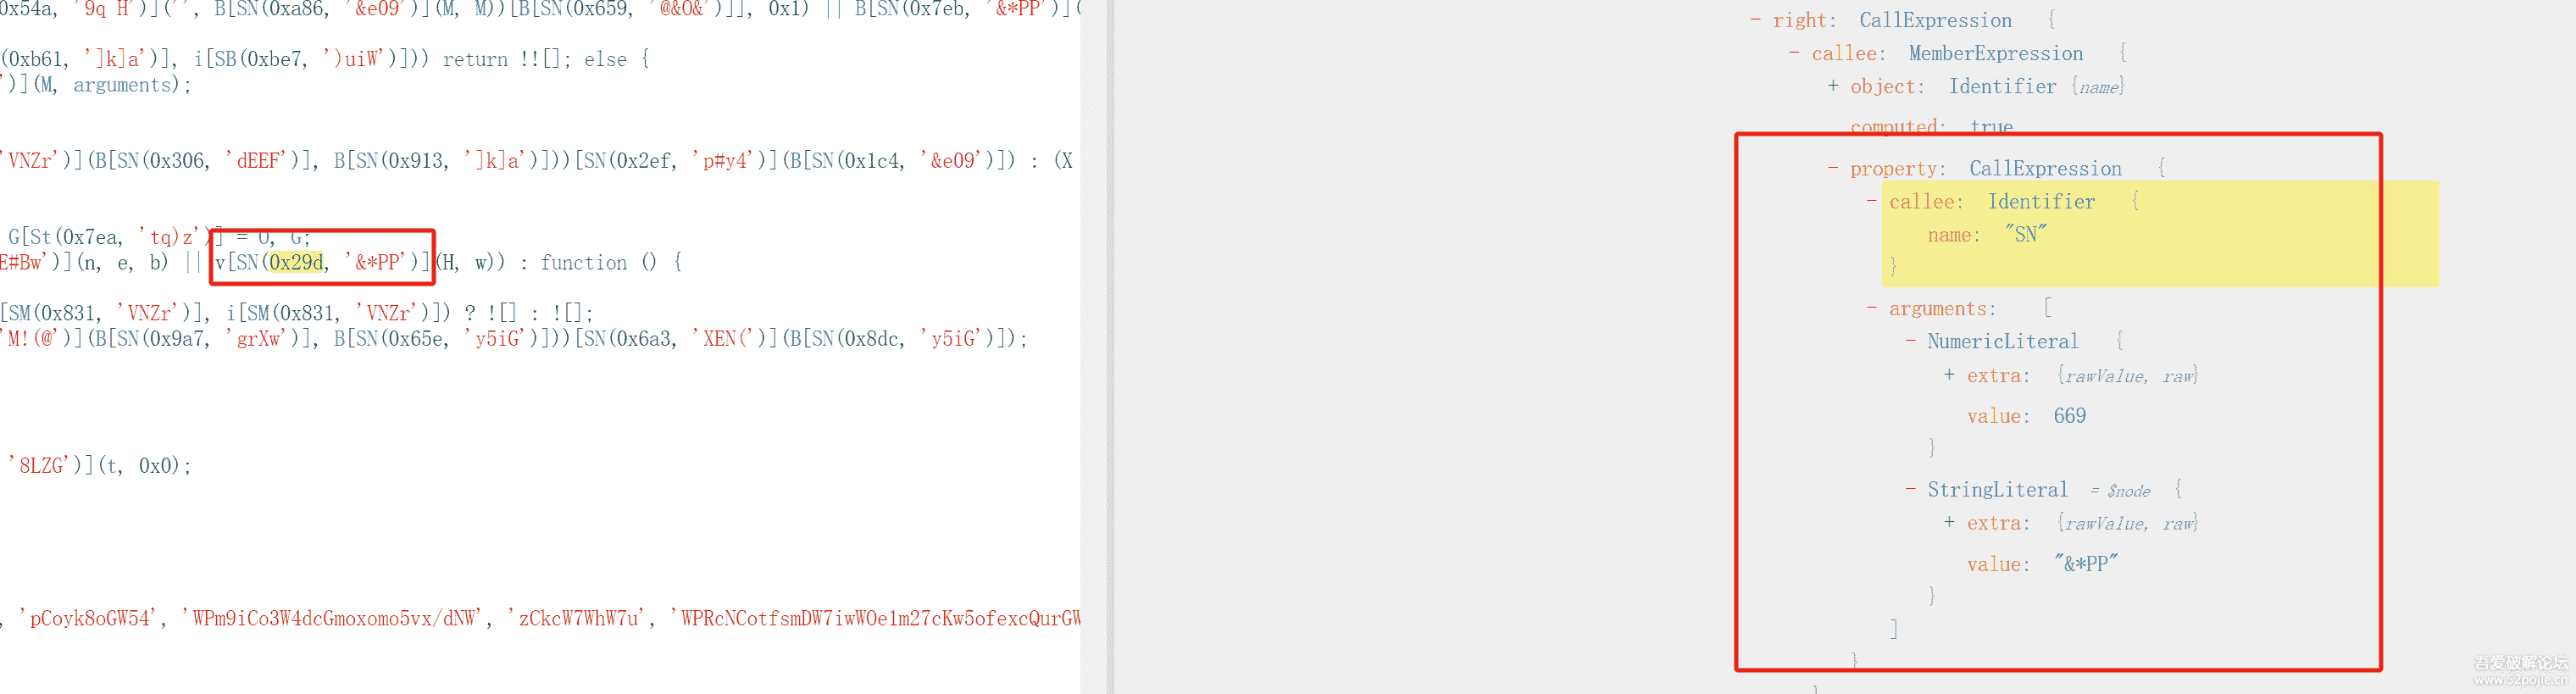 0x54a, '9q H')]('', B[SN(0xa86, '&e09')](M, M))[B[SN(0x659, '@&O&')]], 0x1) || B[SN(0x7eb, '&*PP')](
(0xb61, ']k]a')], i[SB(0xbe7, ')uiW')])) return !![]; else {
')](M, arguments);
'VNZr')](B[SN(0x306, 'dEEF')], B[SN(0x913, ']k]a')]))[SN(0x2ef, 'p#y4')](B[SN(0x1c4, '&e09')]) : (X
G[St(0x7ea, 'tq)z')] = O, G;
E#Bw')](n, e, b) || v[SN(0x29d, '&*PP')](H, w)) : function () {
[SM(0x831, 'VNZr')], i[SM(0x831, 'VNZr')]) ? ![] : ![];
'M!(@')](B[SN(0x9a7, 'grXw')], B[SN(0x65e, 'y5iG')]))[SN(0x6a3, 'XEN(')](B[SN(0x8dc, 'y5iG')]);
'8LZG')](t, 0x0);
, 'pCoyk8oGW54', 'WPm9iCo3W4dcGmoxomo5vx/dNW', 'zCkcW7WhW7u', 'WPRcNCotfsmDW7iwWOe1m27cKw5ofexcQurGW
- right: CallExpression {
- callee: MemberExpression {
+ object: Identifier {name}
computed: true
- property: CallExpression {
- callee: Identifier {
name: "SN"
}
- arguments: [
- NumericLiteral {
+ extra: {rawValue, raw}
value: 669
}
- StringLiteral = $node {
+ extra: {rawValue, raw}
value: "&*PP"
}
]
}
}
吾爱破解论坛
www.52pojie.cn